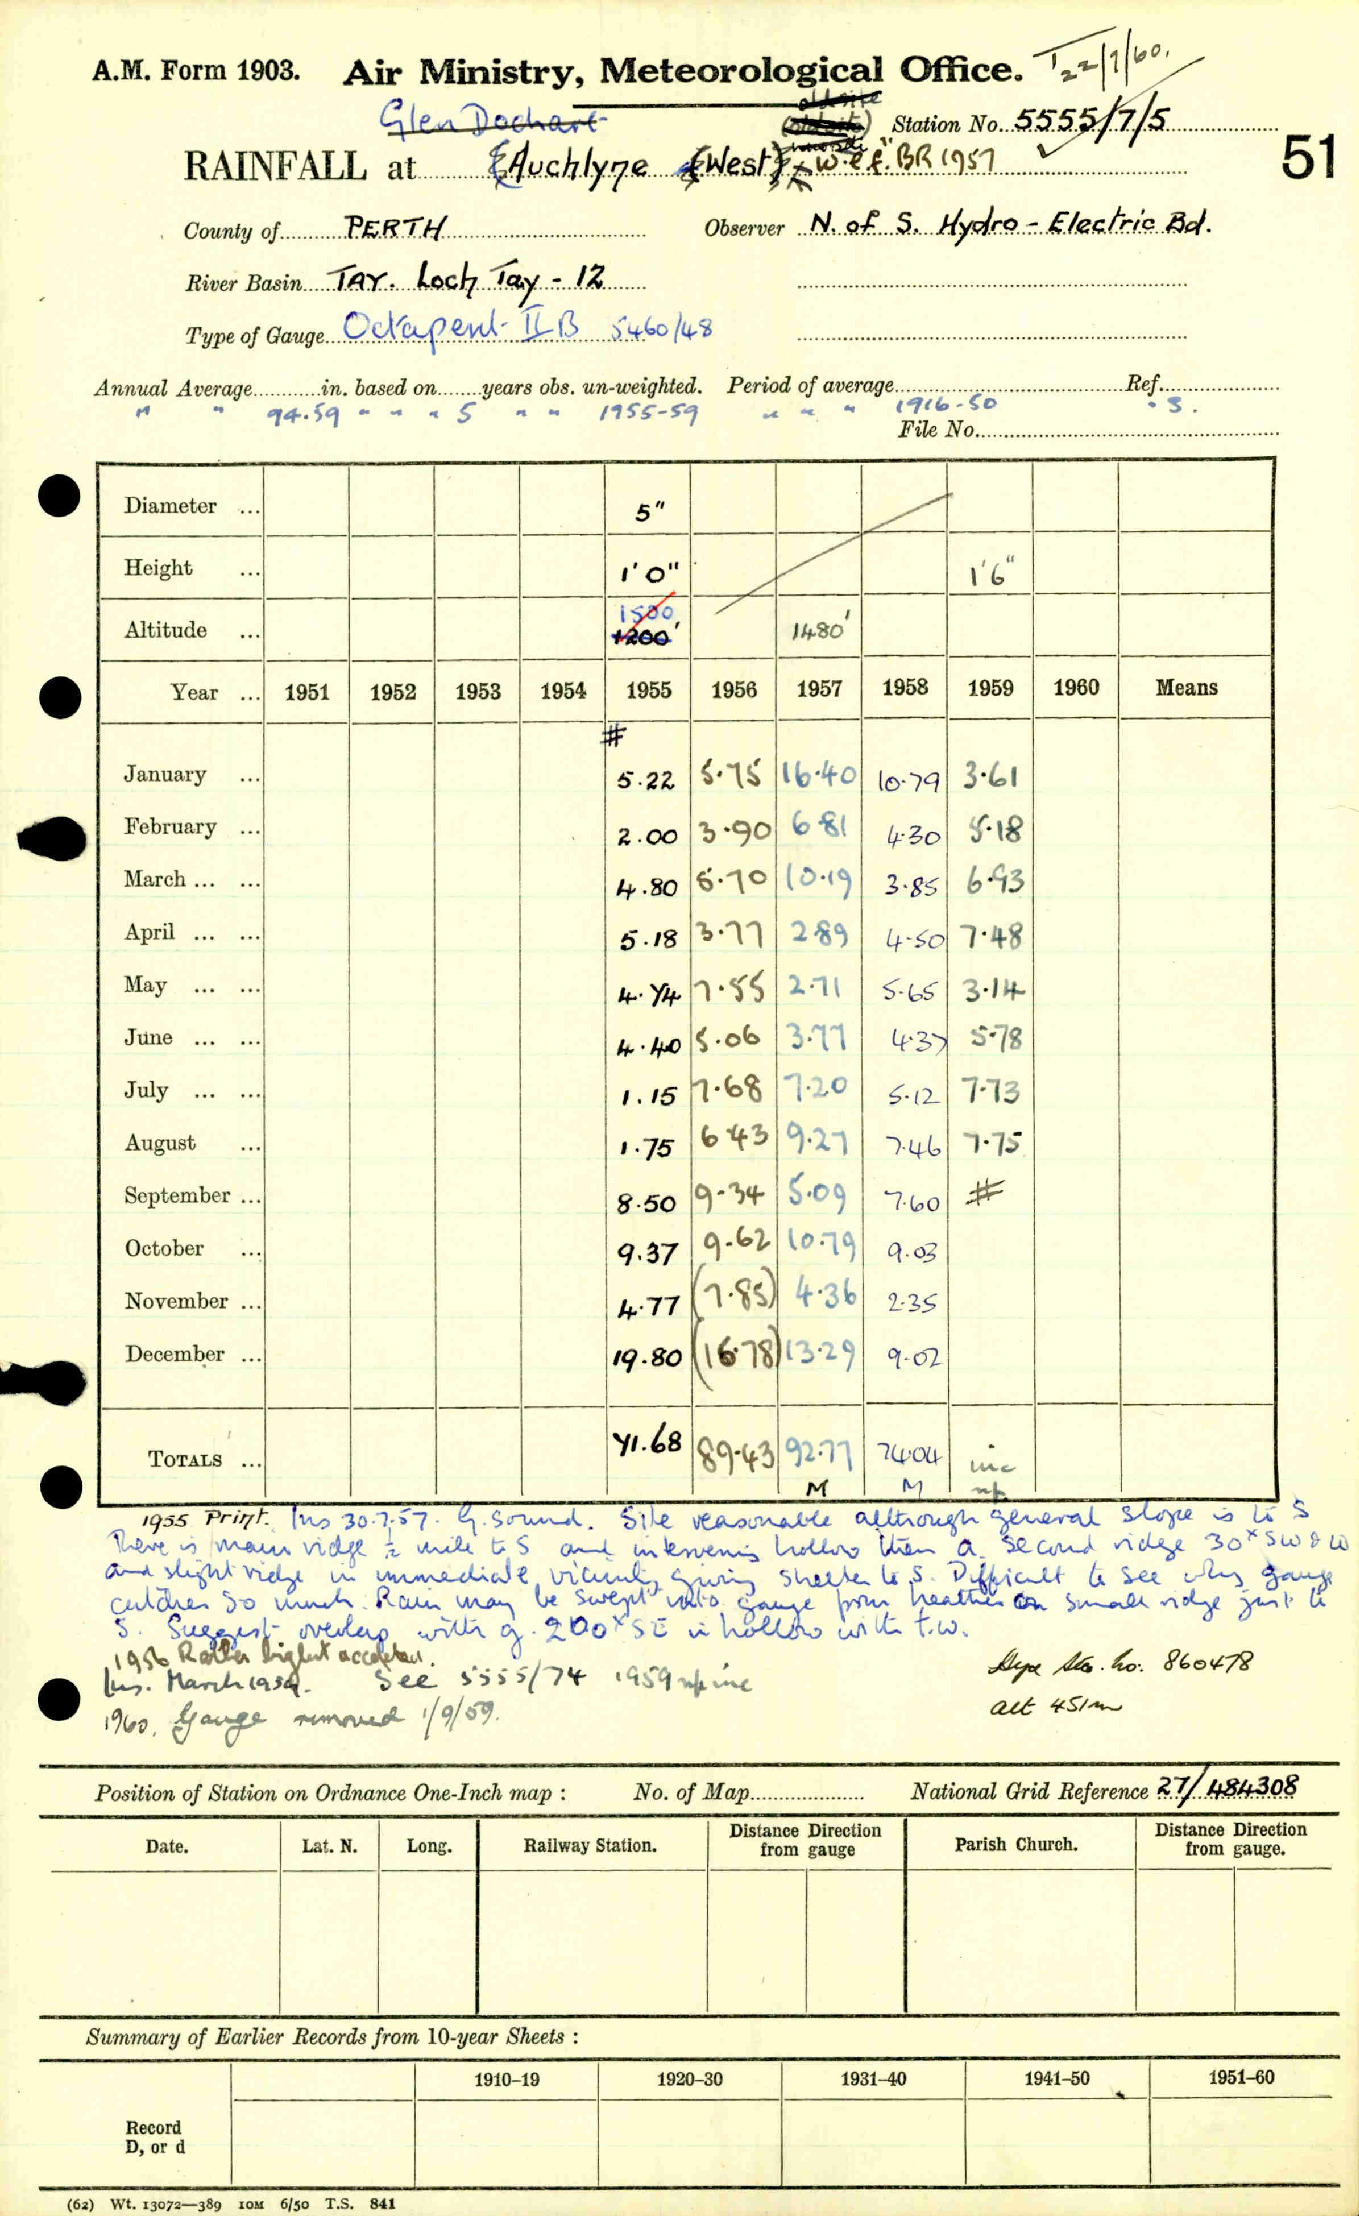 A.M. Form 1903. Air Ministry, Meteorological Office. T 22/7/60.
Glen Dochart
Station No. 5555/7/5
RAINFALL at (Auchlyne (West) w.e.f. BR 1957
51
County of PERTH Observer N. of S. Hydro-Electric Bd.
River Basin TAY. Loch Tay - 12
Type of Gauge Octapent II B 5460/48
Annual Average in. based on years obs. un-weighted. Period of average Ref.
" " 94.59 " " " 5 " " 1955-59 " " " 1916-50 " 3.
File No.
Diameter ... 5"
Height ... 1'0" 1'6"
1500
Altitude ... 1200' 1480'
Year ... 1951 1952 1953 1954 1955 1956 1957 1958 1959 1960 Means
#
January ... 5.22 5.75 16.40 10.79 3.61
February ... 2.00 3.90 6.81 4.30 5.18
March ... ... 4.80 5.70 10.19 3.85 6.93
April ... ... 5.18 3.77 2.89 4.50 7.48
May ... ... 4.74 7.55 2.71 5.65 3.14
June ... ... 4.40 5.06 3.77 4.37 5.78
July ... ... 1.15 7.68 7.20 5.12 7.73
August ... 1.75 6.43 9.27 7.46 7.75
September ... 8.50 9.34 5.09 7.60 #
October ... 9.37 9.62 10.79 9.03
November ... 4.77 (7.85) 4.36 2.35
December ... 19.80 (16.78) 13.29 9.02
TOTALS ... 71.68 89.43 92.77 74.04 inc
M M np
1955 Print. Ins 30.7.57. G. sound. Site reasonable although general slope is to S
There is main ridge ½ mile to S and intervening hollow then a second ridge 30x SW & W
and slight ridge in immediate vicinity giving shelter to S. Difficult to see why gauge
catches so much. Rain may be swept into gauge from heather on small ridge just to
S. Suggest overlap with g. 200x SE in hollow with t.w.
1956 Rather high but accepted.
Ins. March 1959. See 5555/74 1959 np inc
1960. Gauge removed 1/9/59.
Sta. No. 860478
alt 451m
Position of Station on Ordnance One-Inch map : No. of Map National Grid Reference 27/484308
Date. Lat. N. Long. Railway Station. Distance Direction from gauge Parish Church. Distance Direction from gauge.
Summary of Earlier Records from 10-year Sheets :
1910–19 1920–30 1931–40 1941–50 1951–60
Record
D, or d
(62) Wt. 13072—389 10M 6/50 T.S. 841